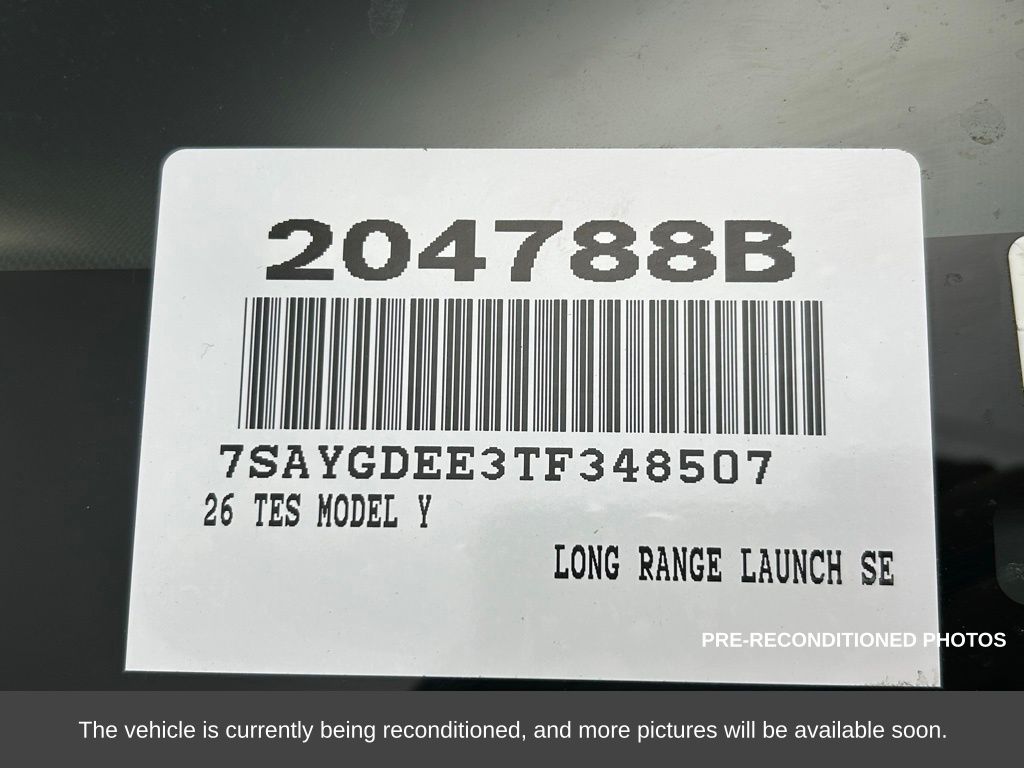 204788B
7SAYGDEE3TF348507
26 TES MODEL Y
LONG RANGE LAUNCH SE
PRE-RECONDITIONED PHOTOS
The vehicle is currently being reconditioned, and more pictures will be available soon.